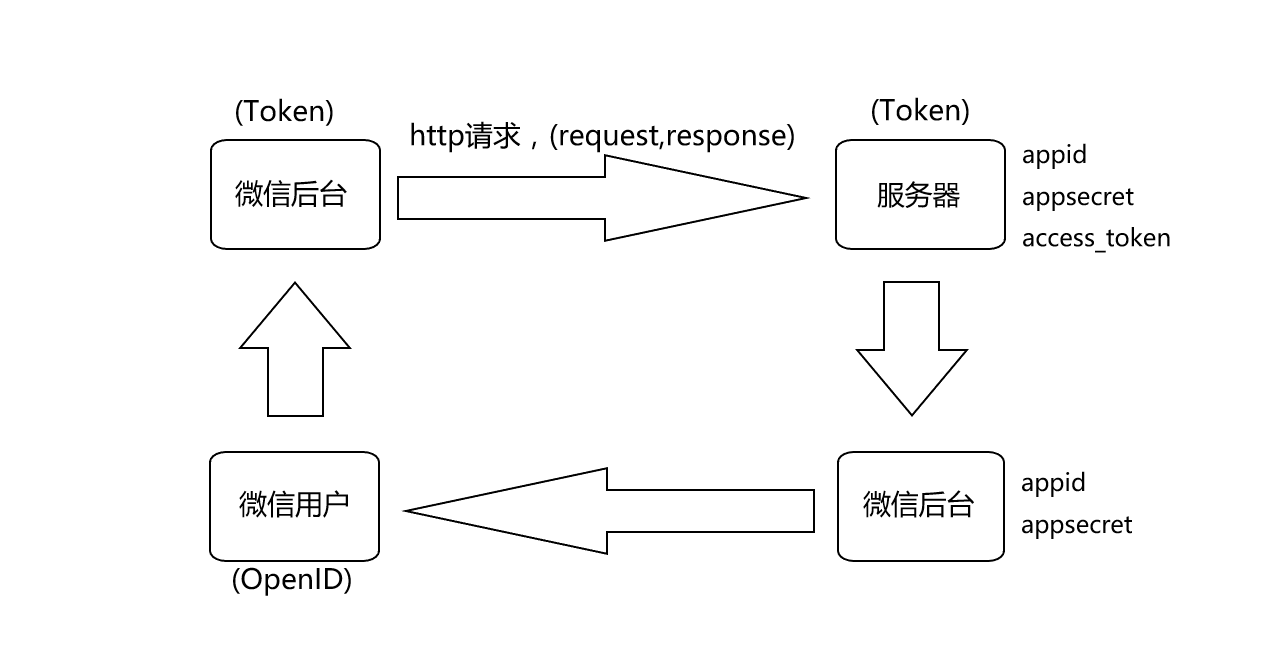 (Token)
(Token)
http请求，(request,response)
微信后台
服务器
appid
appsecret
access_token
微信用户
(OpenID)
微信后台
appid
appsecret